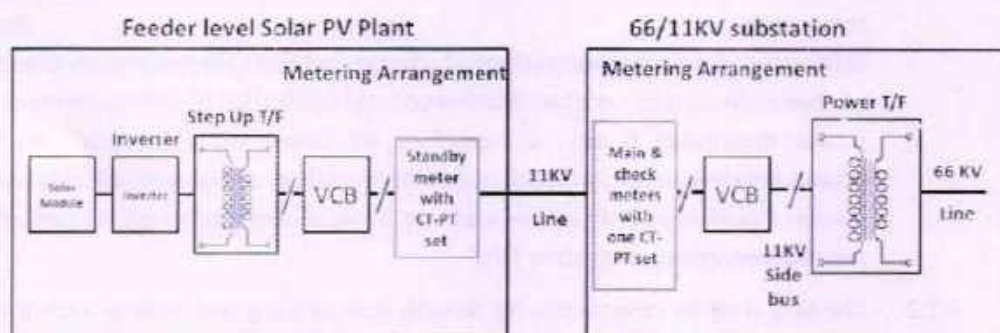 Feeder level Solar PV Plant
66/11KV substation
Metering Arrangement
Metering Arrangement
Step Up T/F
Power T/F
Inverter
Solar
Module
Inverter
VCB
Standby
meter
with
CT-PT
set
11KV
Line
Main &
check
meters
with
one CT-
PT set
VCB
11KV
Side
bus
66 KV
Line